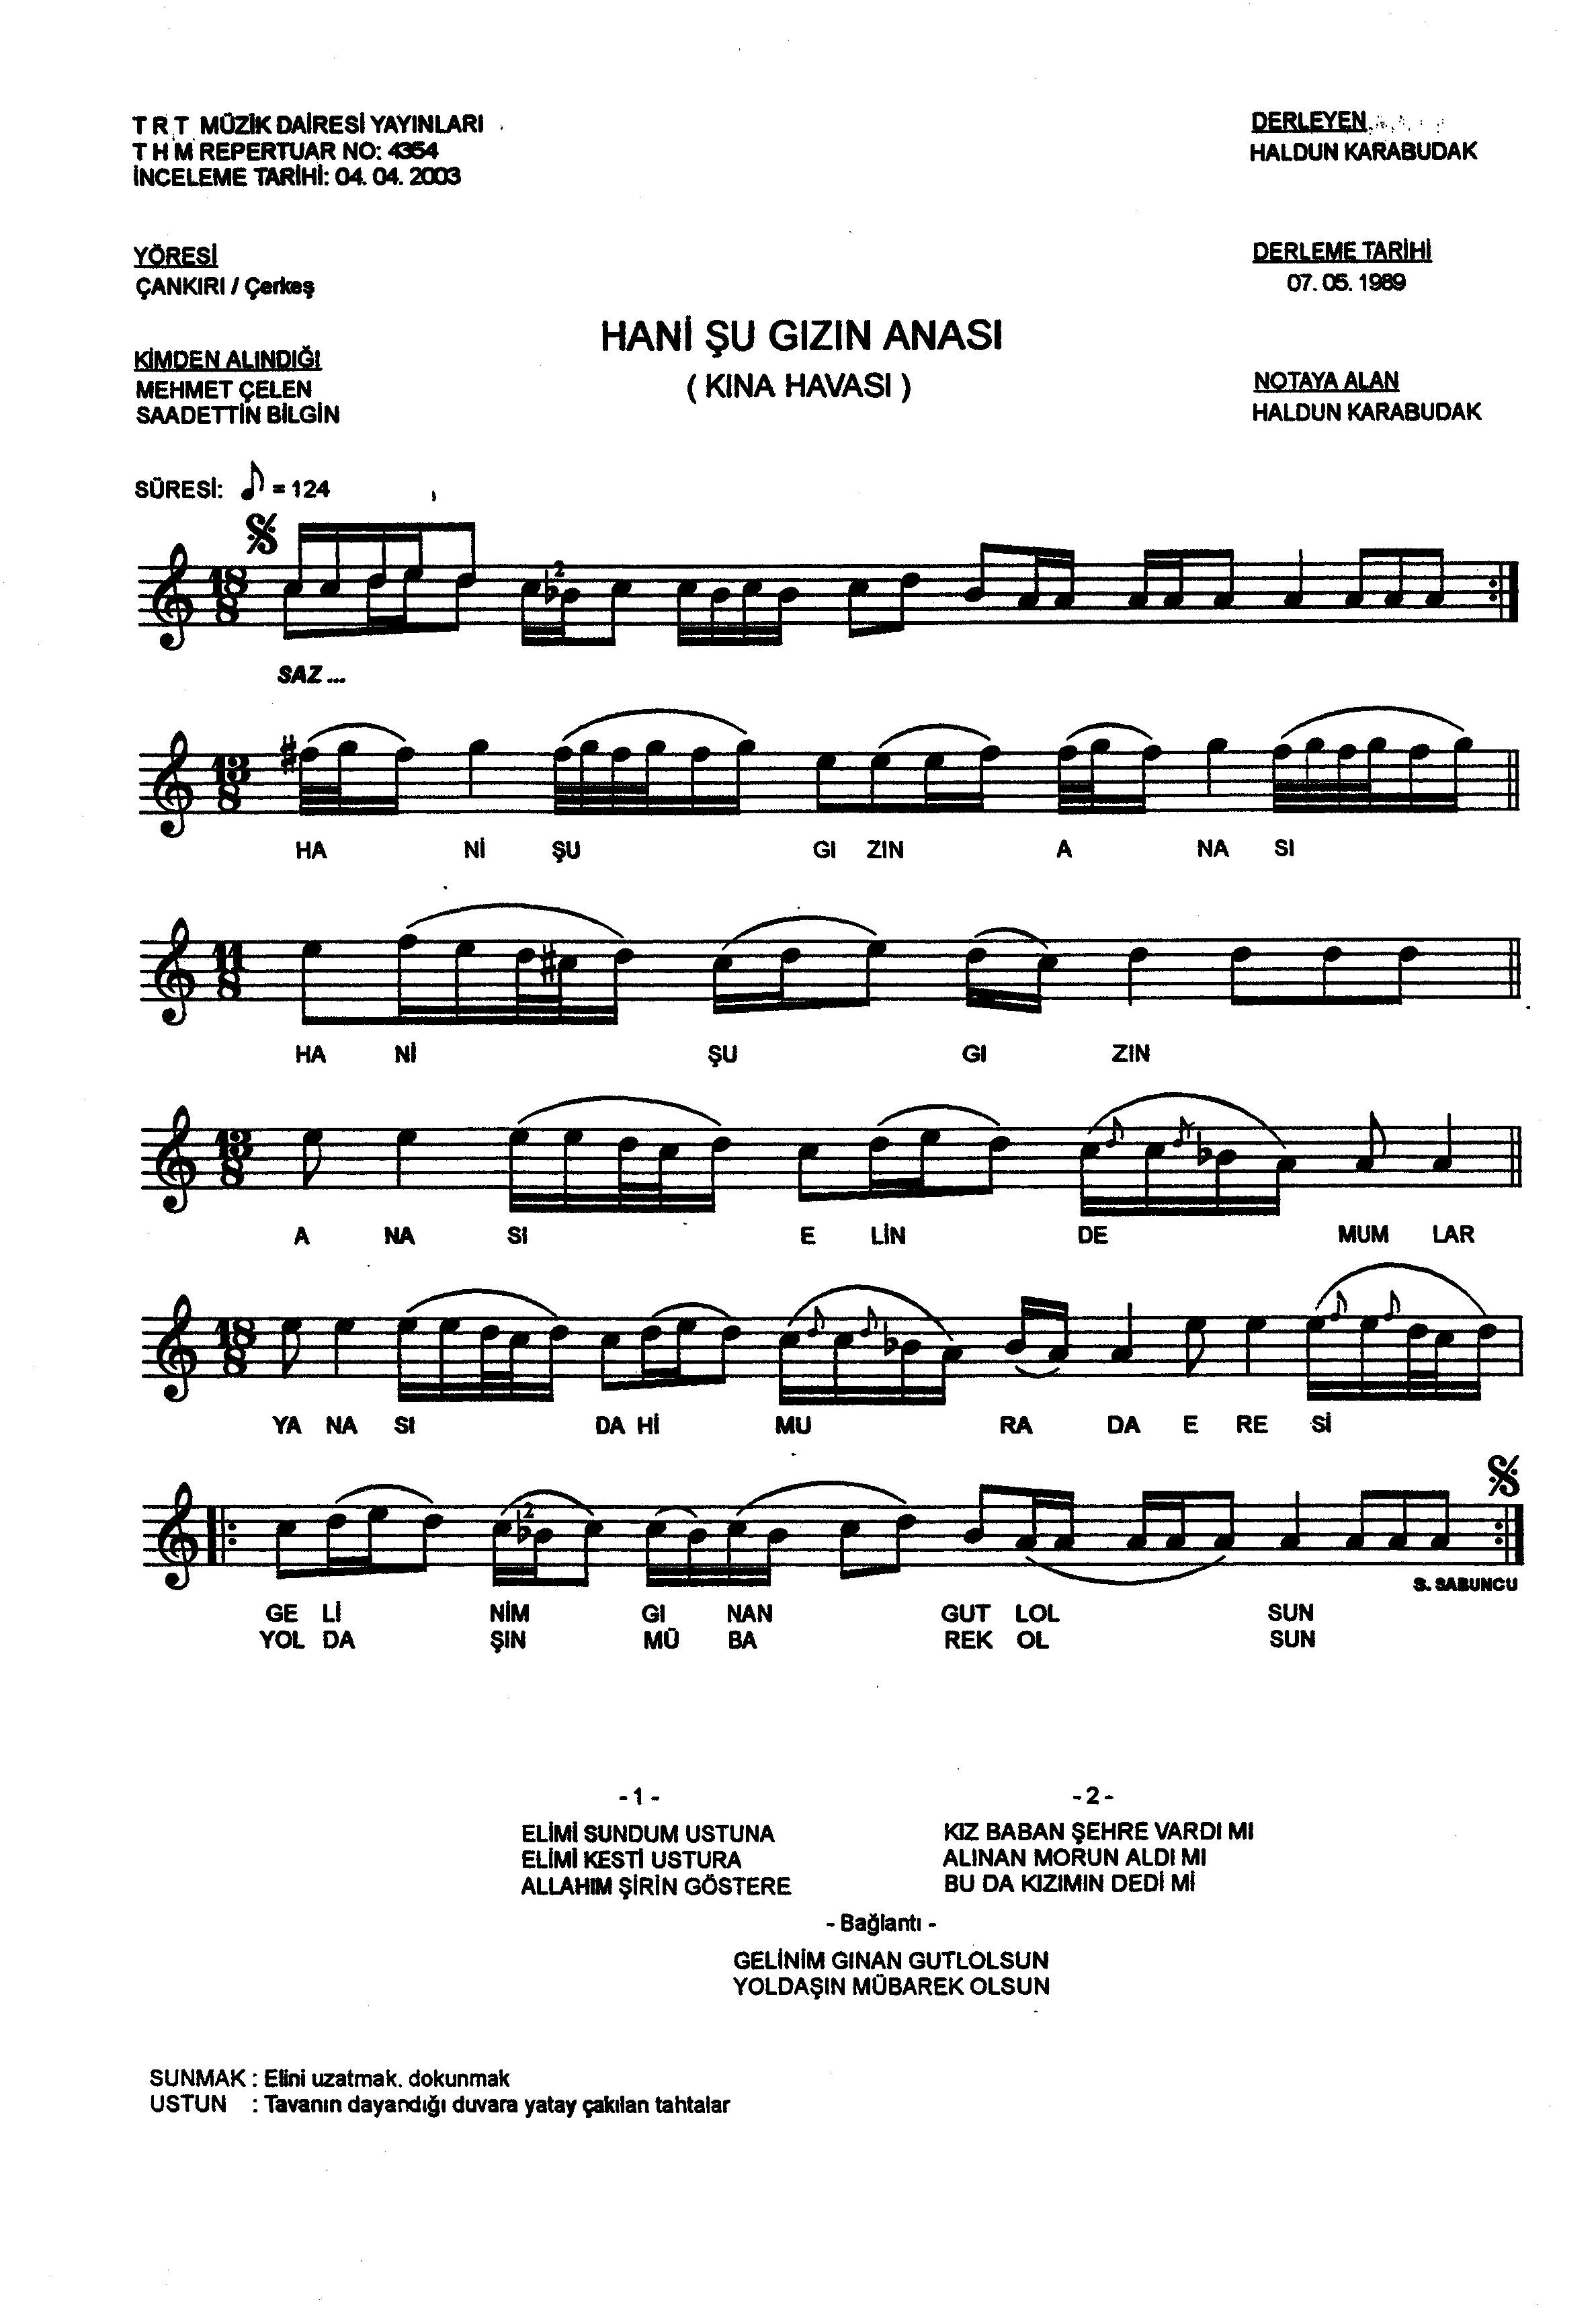 T R T MÜZİK DAİRESİ YAYINLARI
T H M REPERTUAR NO: 4354
İNCELEME TARİHİ: 04. 04. 2003
DERLEYEN
HALDUN KARABUDAK
YÖRESİ
ÇANKIRI / Çerkeş
DERLEME TARİHİ
07. 05. 1989
HANİ ŞU GIZIN ANASI
( KINA HAVASI )
KİMDEN ALINDIĞI
MEHMET ÇELEN
SAADETTİN BİLGİN
NOTAYA ALAN
HALDUN KARABUDAK
SÜRESİ: ♪ = 124
18
8
2
SAZ ...
13
8
HA Nİ ŞU GI ZIN A NA SI
11
8
HA Nİ ŞU GI ZIN
13
8
A NA SI E LİN DE MUM LAR
18
8
YA NA SI DA Hİ MU RA DA E RE Sİ
2
S. SABUNCU
GE Lİ NİM GI NAN GUT LOL SUN
YOL DA ŞIN MÜ BA REK OL SUN
- 1 -
ELİMİ SUNDUM USTUNA
ELİMİ KESTİ USTURA
ALLAHIM ŞİRİN GÖSTERE
- 2 -
KIZ BABAN ŞEHRE VARDI MI
ALINAN MORUN ALDI MI
BU DA KIZIMIN DEDİ Mİ
- Bağlantı -
GELİNİM GINAN GUTLOLSUN
YOLDAŞIN MÜBAREK OLSUN
SUNMAK : Elini uzatmak. dokunmak
USTUN : Tavanın dayandığı duvara yatay çakılan tahtalar